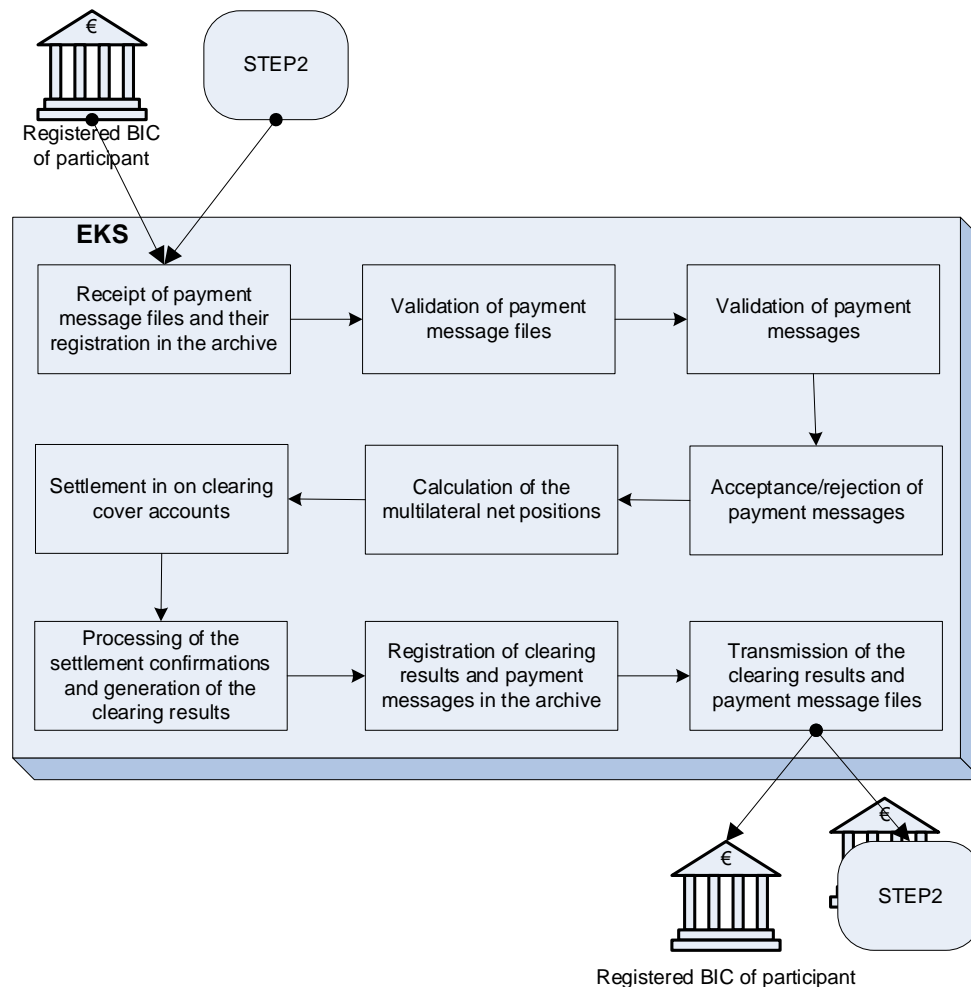 €
STEP2
Registered BIC
of participant
EKS
Receipt of payment
message files and their
registration in the archive
Validation of payment
message files
Validation of payment
messages
Settlement in on clearing
cover accounts
Calculation of the
multilateral net positions
Acceptance/rejection of
payment messages
Processing of the
settlement confirmations
and generation of the
clearing results
Registration of clearing
results and payment
messages in the archive
Transmission of the
clearing results and
payment message files
€
€
STEP2
Registered BIC of participant